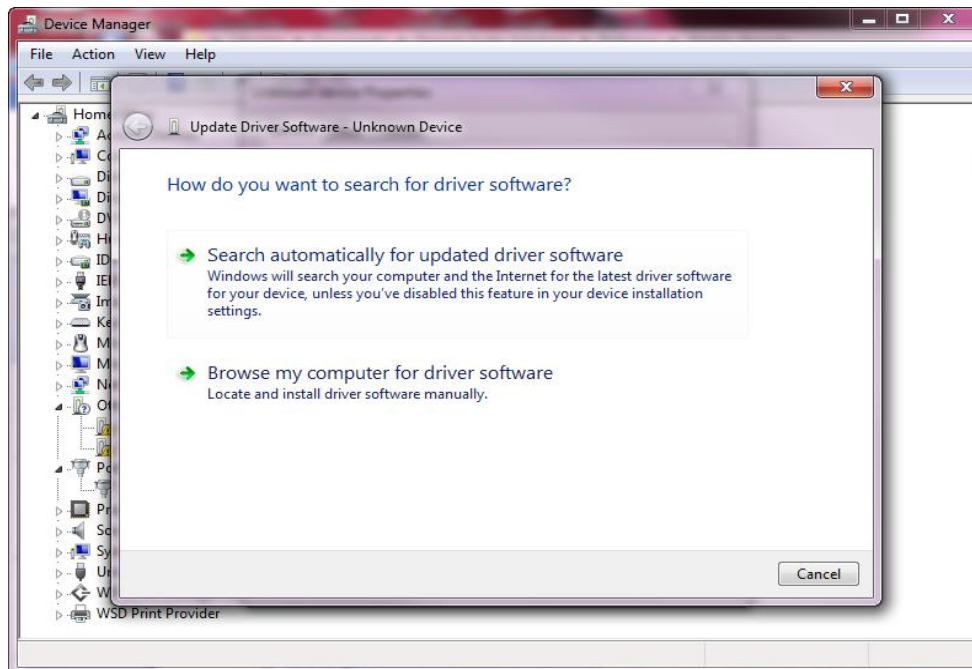 Device Manager
File Action View Help
Update Driver Software - Unknown Device
How do you want to search for driver software?
Search automatically for updated driver software
Windows will search your computer and the Internet for the latest driver software
for your device, unless you've disabled this feature in your device installation
settings.
Browse my computer for driver software
Locate and install driver software manually.
Cancel
WSD Print Provider